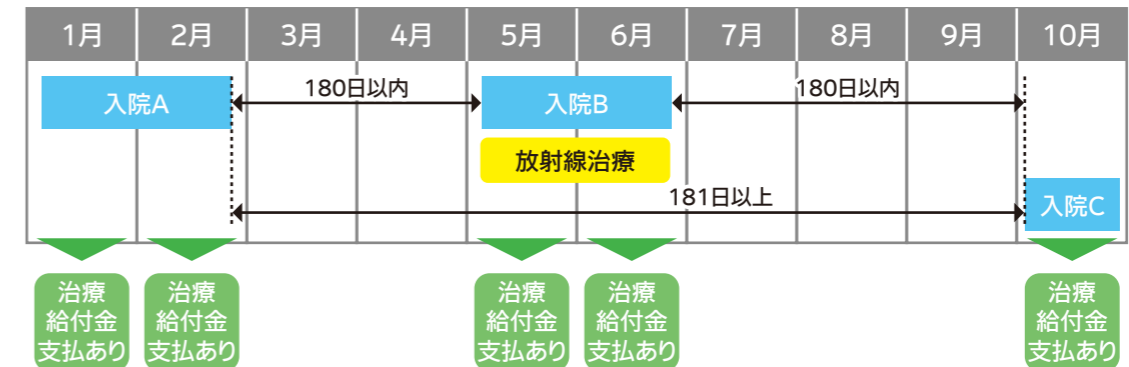 1月 2月 3月 4月 5月 6月 7月 8月 9月 10月
入院A 180日以内 入院B 180日以内
放射線治療
181日以上 入院C
治療 治療 治療 治療 治療
給付金 給付金 給付金 給付金 給付金
支払あり 支払あり 支払あり 支払あり 支払あり